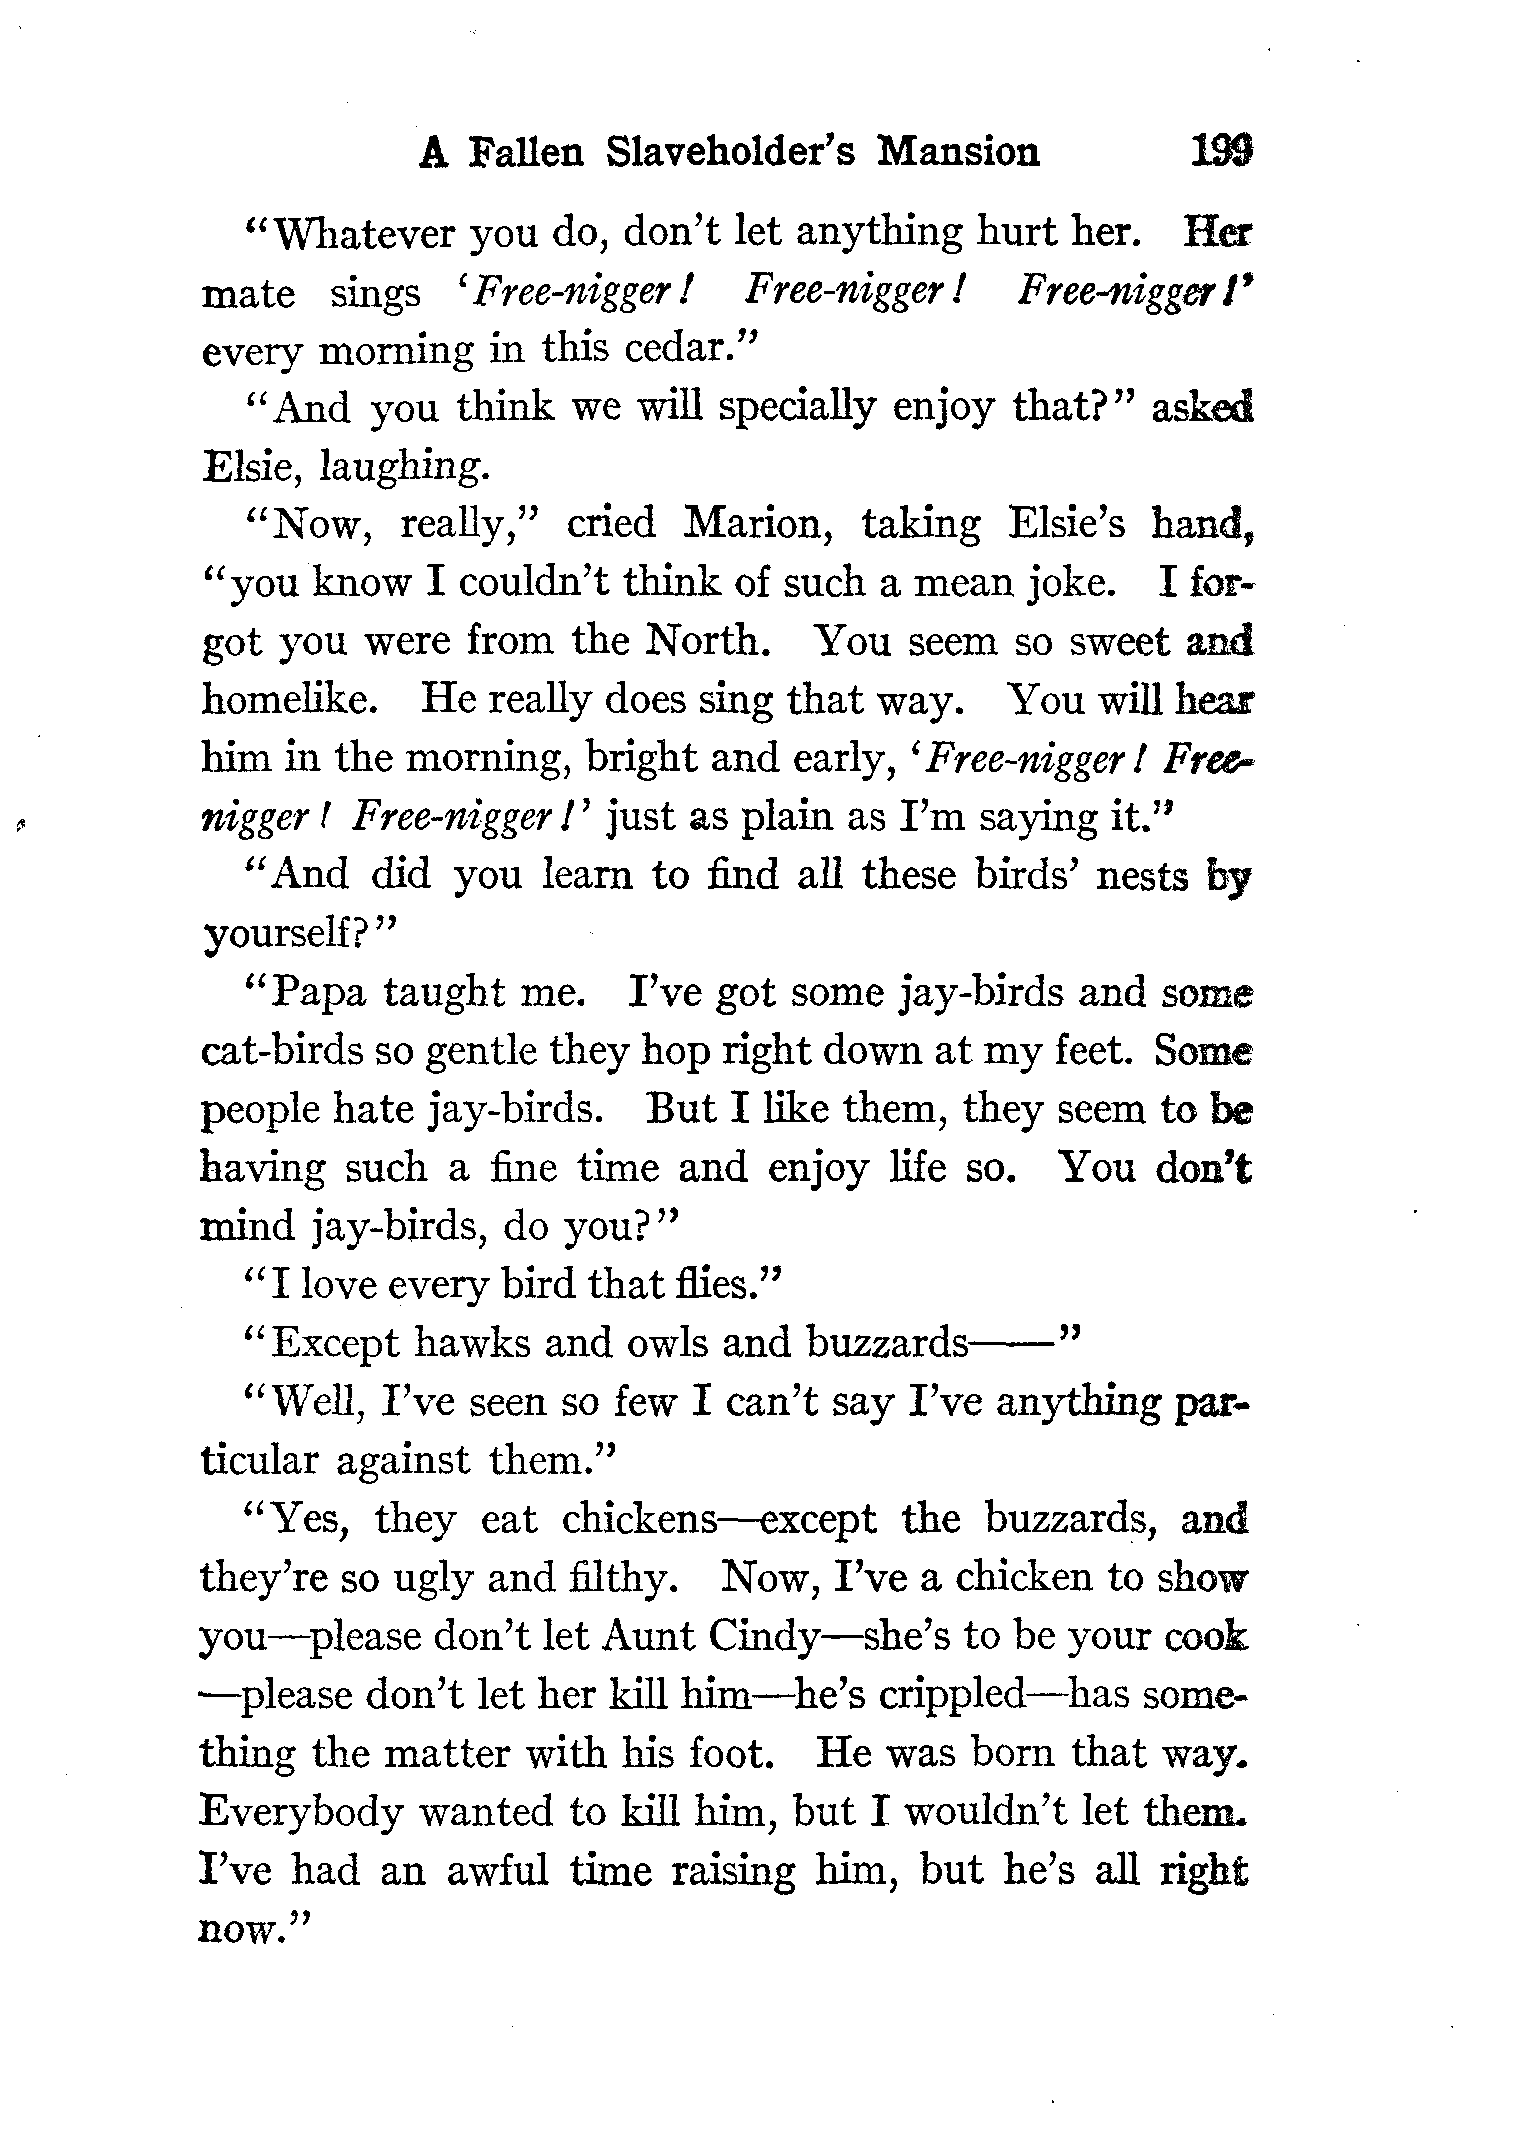 A Fallen Slaveholder's Mansion 199
"Whatever you do, don't let anything hurt her. Her
mate sings 'Free-nigger! Free-nigger! Free-nigger!'
every morning in this cedar."
"And you think we will specially enjoy that?" asked
Elsie, laughing.
"Now, really," cried Marion, taking Elsie's hand,
"you know I couldn't think of such a mean joke. I for-
got you were from the North. You seem so sweet and
homelike. He really does sing that way. You will hear
him in the morning, bright and early, 'Free-nigger! Free-
nigger! Free-nigger!' just as plain as I'm saying it."
"And did you learn to find all these birds' nests by
yourself?"
"Papa taught me. I've got some jay-birds and some
cat-birds so gentle they hop right down at my feet. Some
people hate jay-birds. But I like them, they seem to be
having such a fine time and enjoy life so. You don't
mind jay-birds, do you?"
"I love every bird that flies."
"Except hawks and owls and buzzards——"
"Well, I've seen so few I can't say I've anything par-
ticular against them."
"Yes, they eat chickens—except the buzzards, and
they're so ugly and filthy. Now, I've a chicken to show
you—please don't let Aunt Cindy—she's to be your cook
—please don't let her kill him—he's crippled—has some-
thing the matter with his foot. He was born that way.
Everybody wanted to kill him, but I wouldn't let them.
I've had an awful time raising him, but he's all right
now."